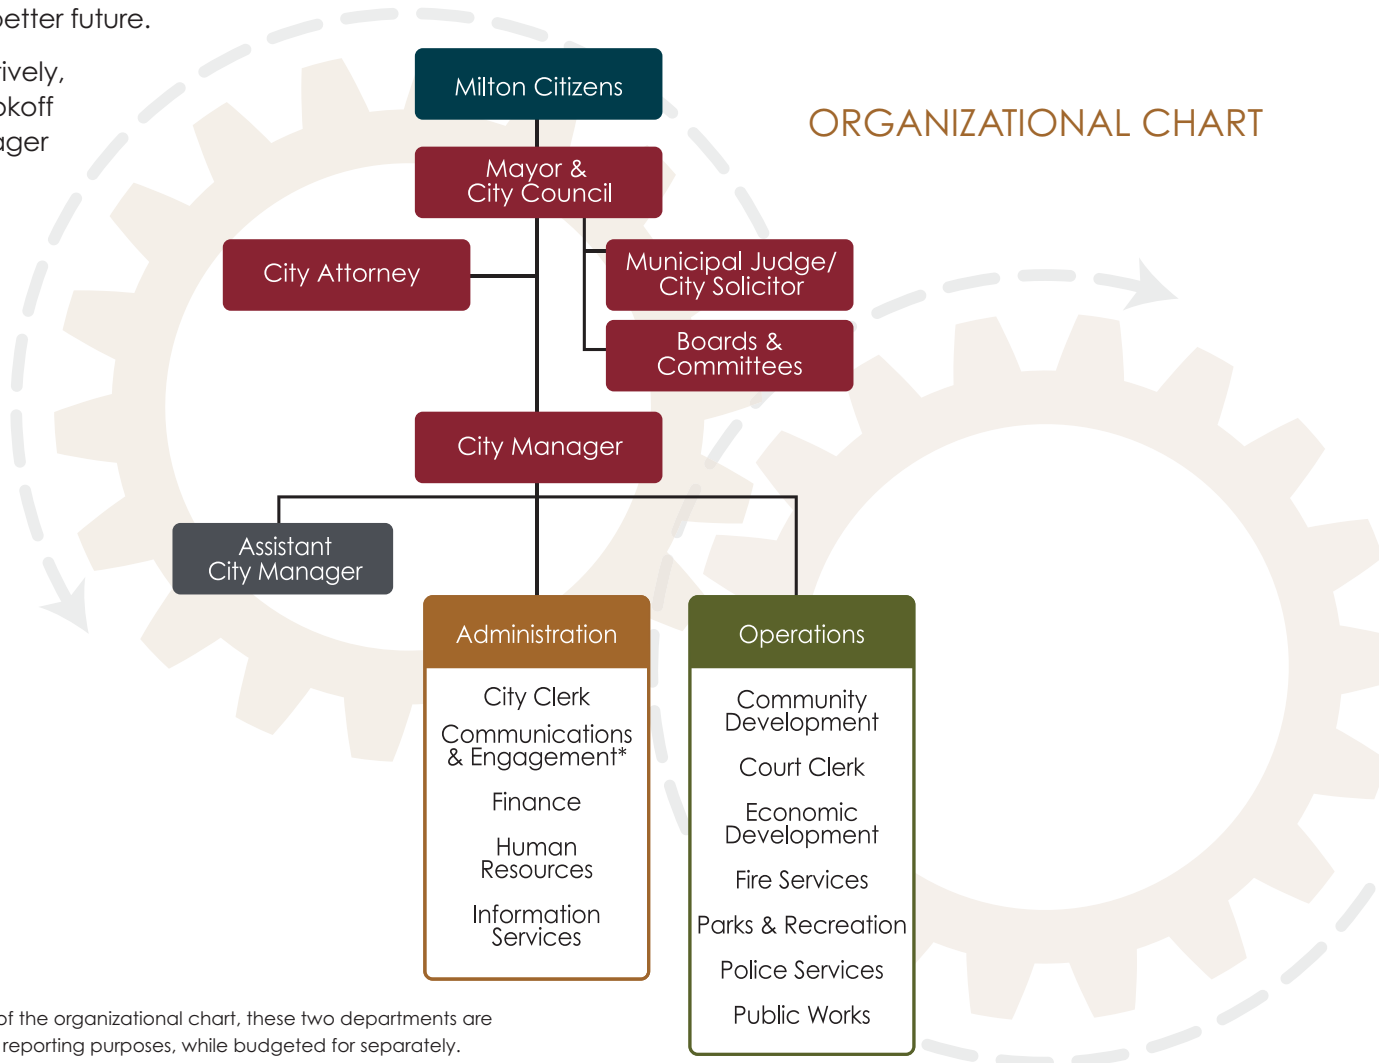 better future.
Milton Citizens
ORGANIZATIONAL CHART
Mayor &
City Council
City Attorney
Municipal Judge/
City Solicitor
Boards &
Committees
City Manager
Assistant
City Manager
Administration
City Clerk
Communications
& Engagement*
Finance
Human
Resources
Information
Services
Operations
Community
Development
Court Clerk
Economic
Development
Fire Services
Parks & Recreation
Police Services
Public Works
of the organizational chart, these two departments are
reporting purposes, while budgeted for separately.